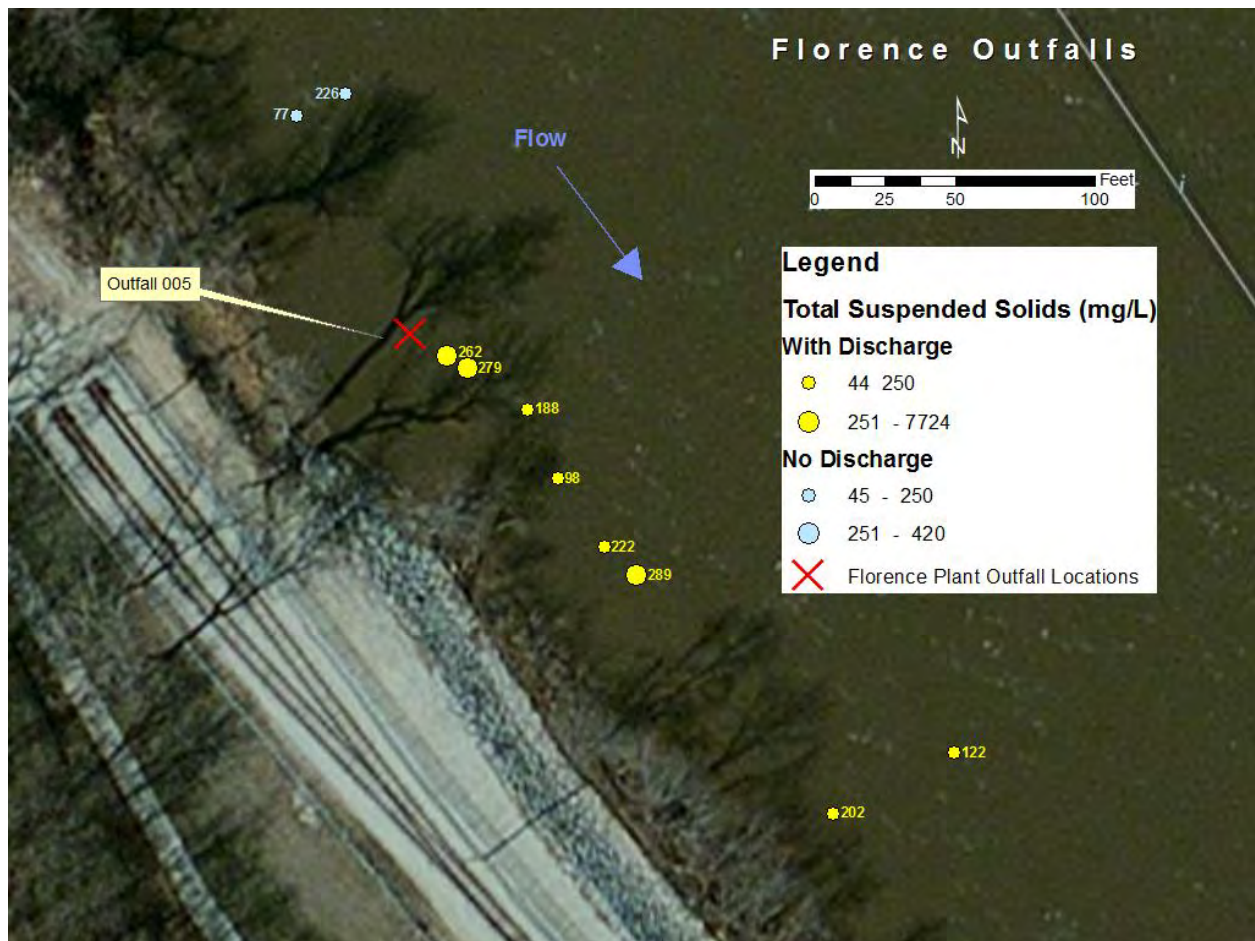 Florence Outfalls
226
77
Flow
N
Feet
0 25 50 100
Outfall 005
Legend
Total Suspended Solids (mg/L)
With Discharge
44 250
251 - 7724
No Discharge
45 - 250
251 - 420
Florence Plant Outfall Locations
262
279
188
98
222
289
122
202